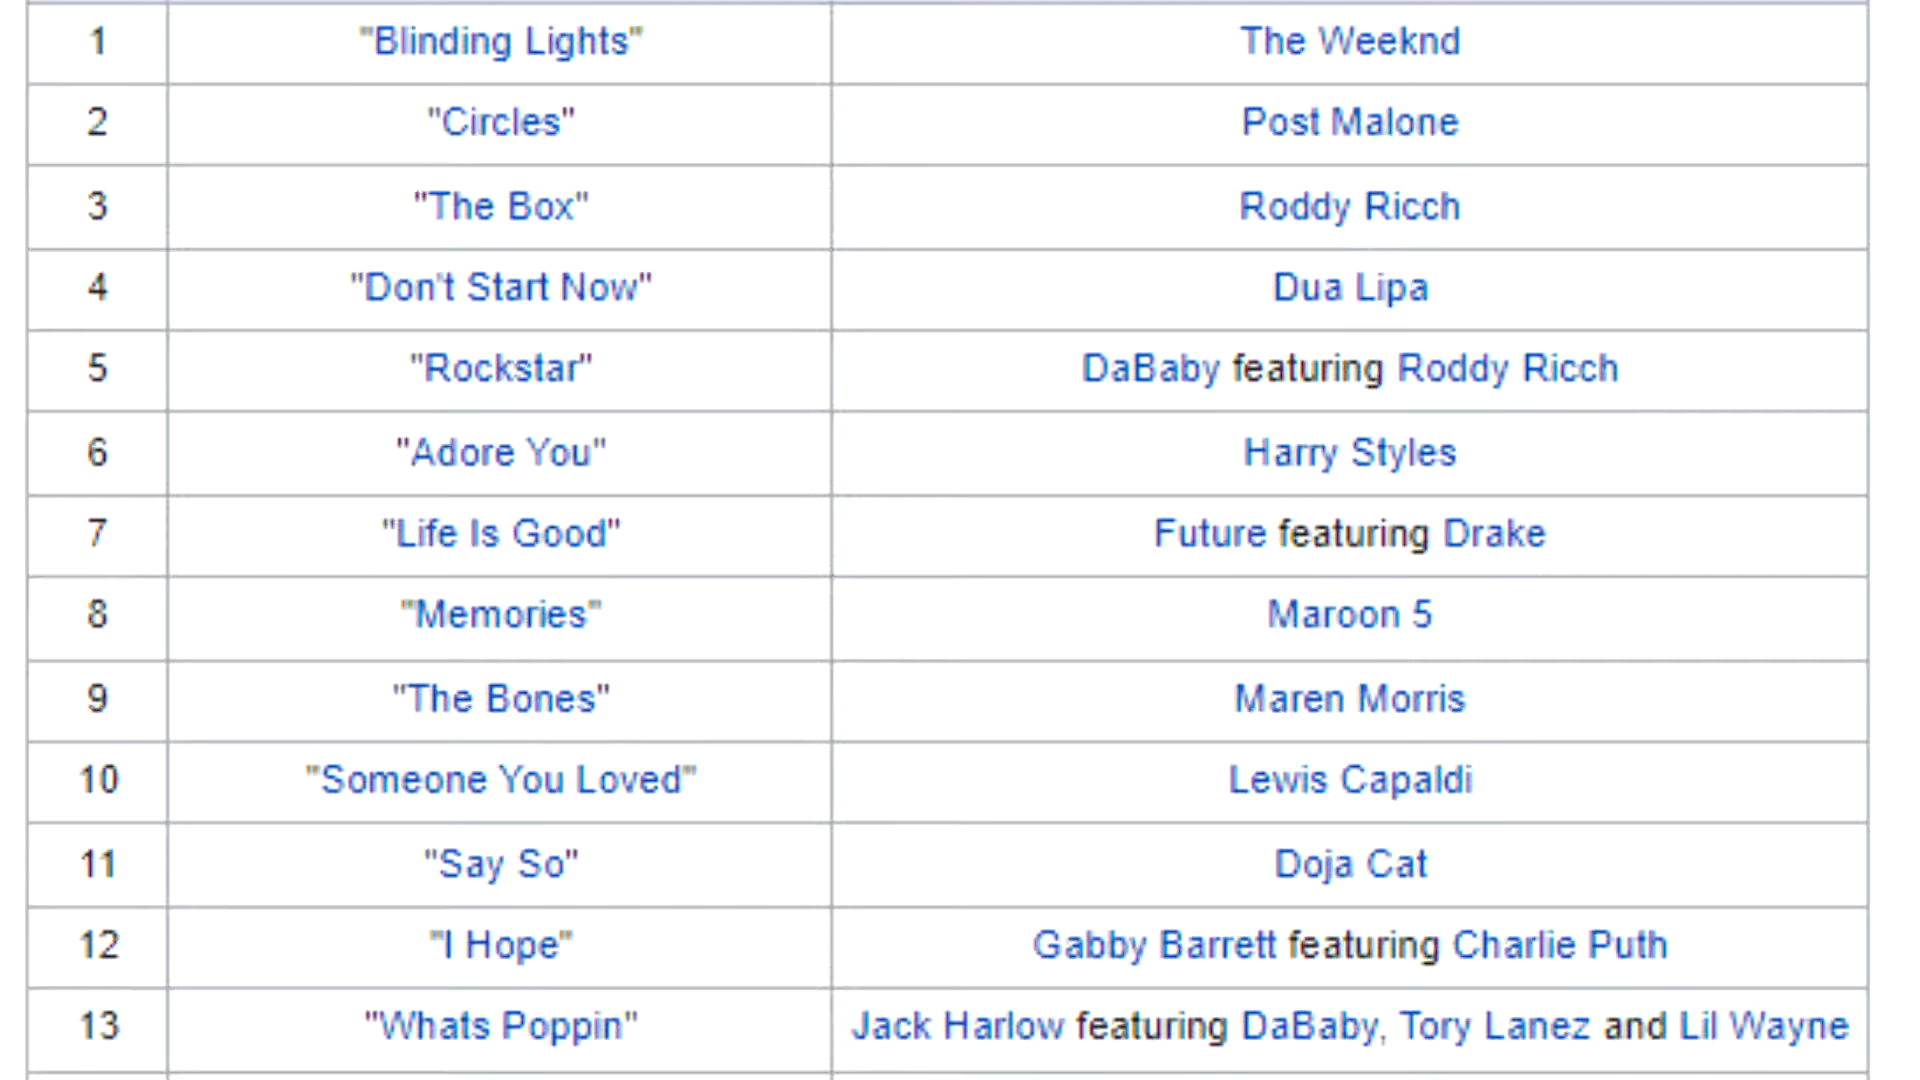 1 "Blinding Lights" The Weeknd
2 "Circles" Post Malone
3 "The Box" Roddy Ricch
4 "Don't Start Now" Dua Lipa
5 "Rockstar" DaBaby featuring Roddy Ricch
6 "Adore You" Harry Styles
7 "Life Is Good" Future featuring Drake
8 "Memories" Maroon 5
9 "The Bones" Maren Morris
10 "Someone You Loved" Lewis Capaldi
11 "Say So" Doja Cat
12 "I Hope" Gabby Barrett featuring Charlie Puth
13 "Whats Poppin" Jack Harlow featuring DaBaby, Tory Lanez and Lil Wayne